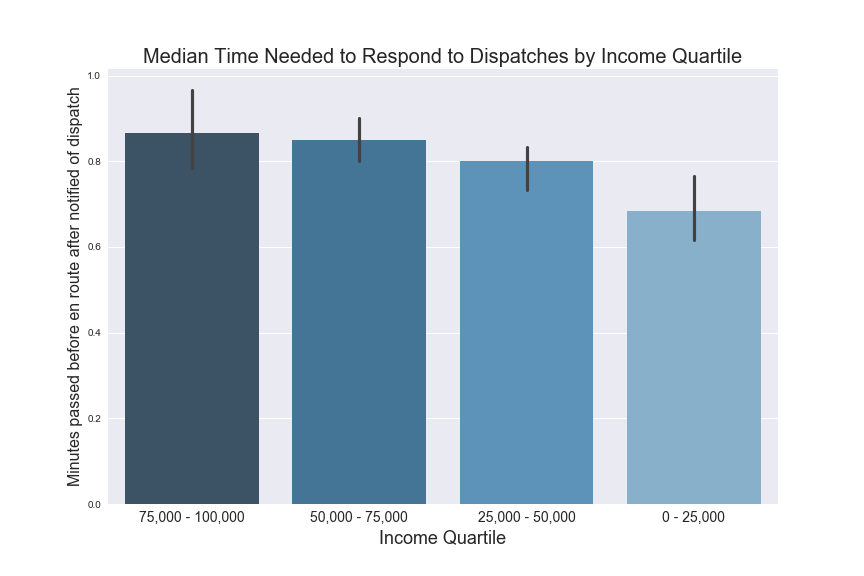 Median Time Needed to Respond to Dispatches by Income Quartile
Minutes passed before en route after notified of dispatch
1.0
0.8
0.6
0.4
0.2
0.0
75,000 - 100,000
50,000 - 75,000
25,000 - 50,000
0 - 25,000
Income Quartile